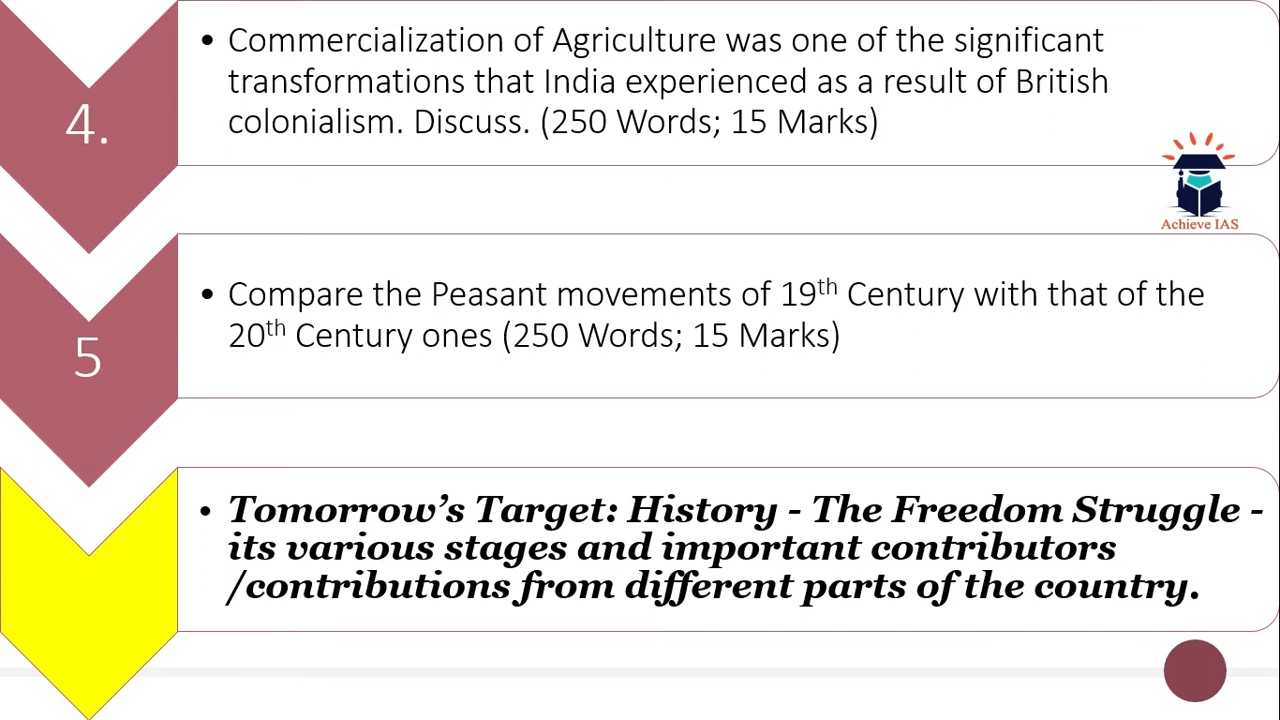 4.
• Commercialization of Agriculture was one of the significant
transformations that India experienced as a result of British
colonialism. Discuss. (250 Words; 15 Marks)
Achieve IAS
5
• Compare the Peasant movements of 19th Century with that of the
20th Century ones (250 Words; 15 Marks)
• Tomorrow’s Target: History - The Freedom Struggle -
its various stages and important contributors
/contributions from different parts of the country.